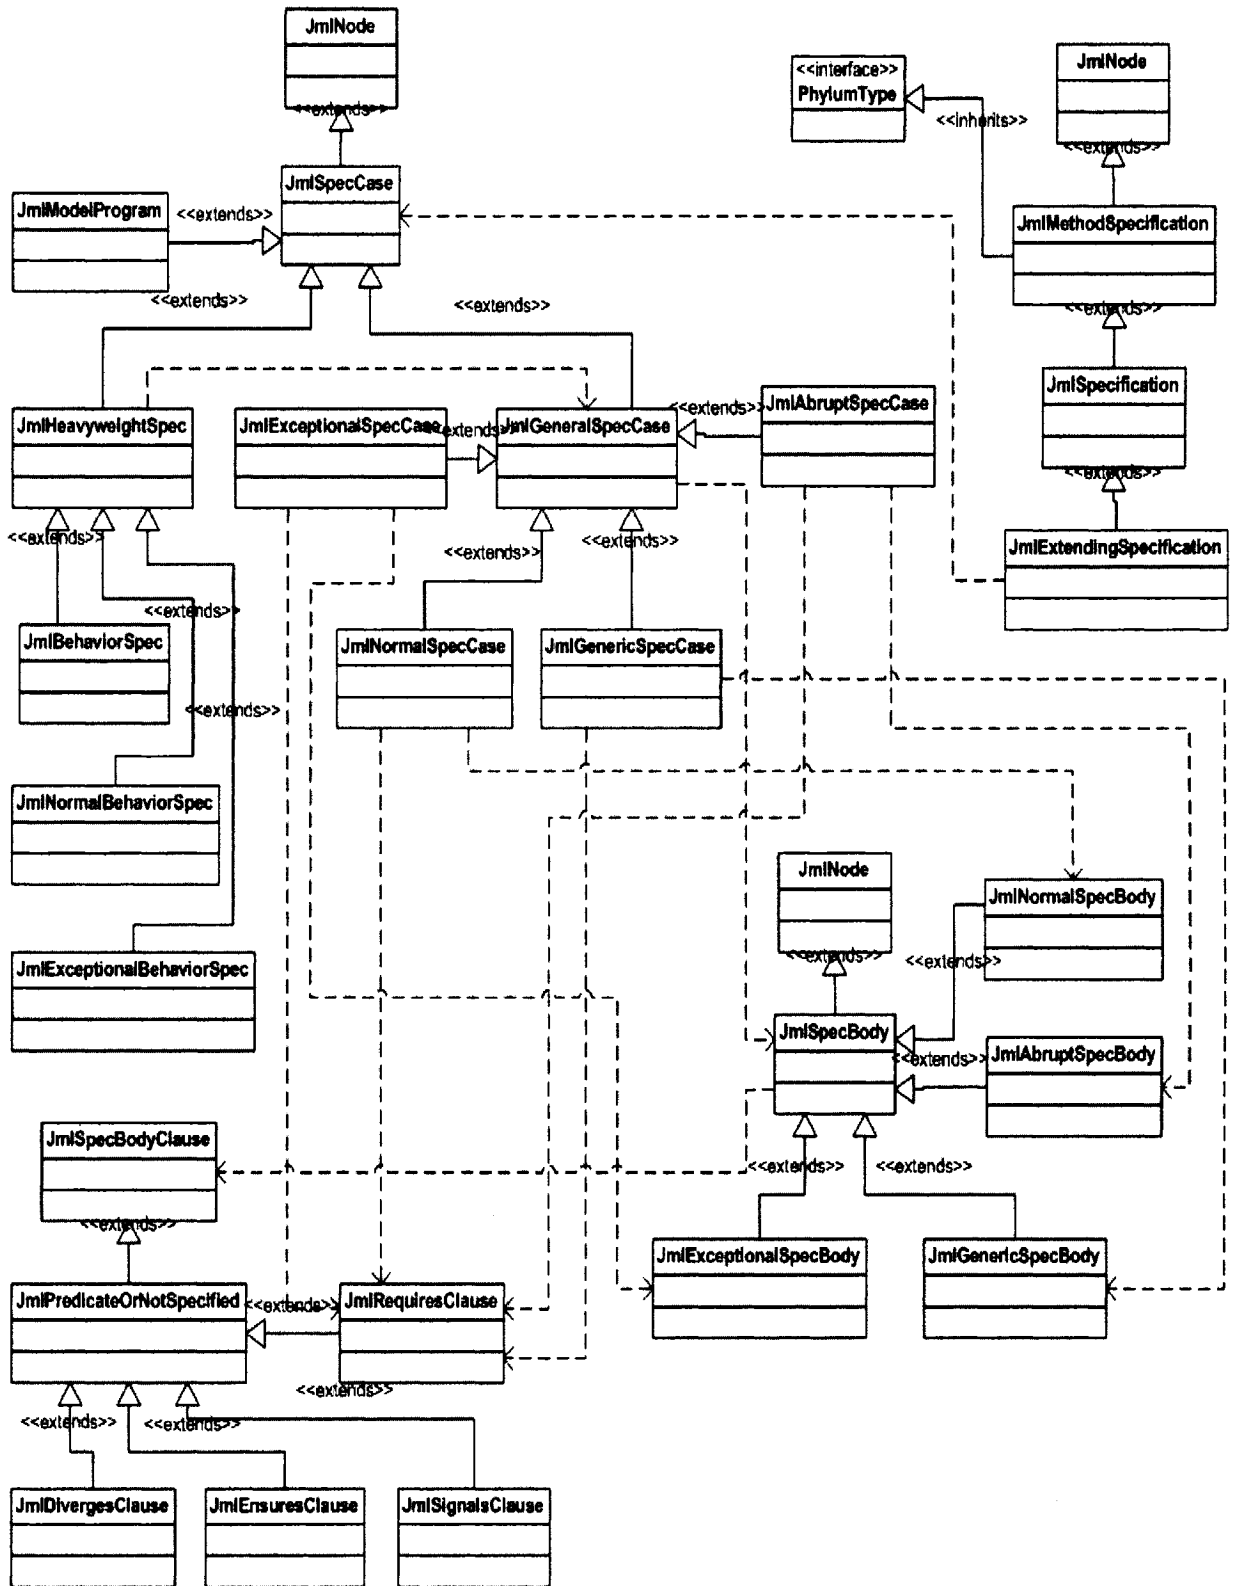 JmlNode
<<extends>>
<<interface>>
PhylumType
<<inherits>>
JmlNode
<<extends>>
JmlSpecCase
JmlModelProgram
<<extends>>
JmlMethodSpecification
<<extends>>
<<extends>>
<<extends>>
JmlSpecification
<<extends>>
JmlHeavyweightSpec
JmlExceptionalSpecCase
<<extends>>
JmlGeneralSpecCase
<<extends>>
JmlAbruptSpecCase
<<extends>>
<<extends>>
<<extends>>
JmlExtendingSpecification
<<extends>>
JmlBehaviorSpec
JmlNormalSpecCase
JmlGenericSpecCase
<<extends>>
JmlNormalBehaviorSpec
JmlNode
JmlNormalSpecBody
<<extends>>
<<extends>>
JmlExceptionalBehaviorSpec
JmlSpecBody
<<extends>>
JmlAbruptSpecBody
JmlSpecBodyClause
<<extends>>
<<extends>>
<<extends>>
JmlExceptionalSpecBody
JmlGenericSpecBody
JmlPredicateOrNotSpecified
<<extends>>
JmlRequiresClause
<<extends>>
<<extends>>
<<extends>>
JmlDivergesClause
JmlEnsuresClause
JmlSignalsClause